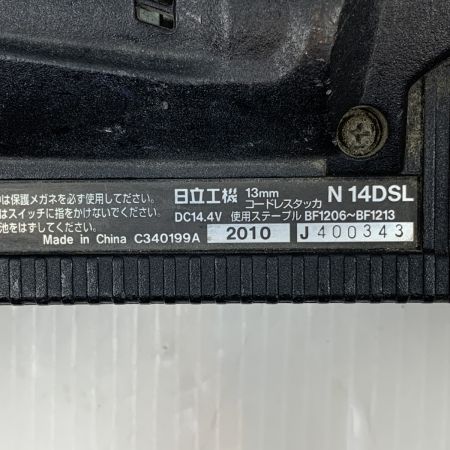 は保護メガネを必ず使用してください。
はスイッチに指をかけないでください。
池をはずしてください。
日立工機 13mm コードレスタッカ N 14DSL
DC14.4V 使用ステープル BF1206~BF1213
Made in China C340199A 2010 J 400343